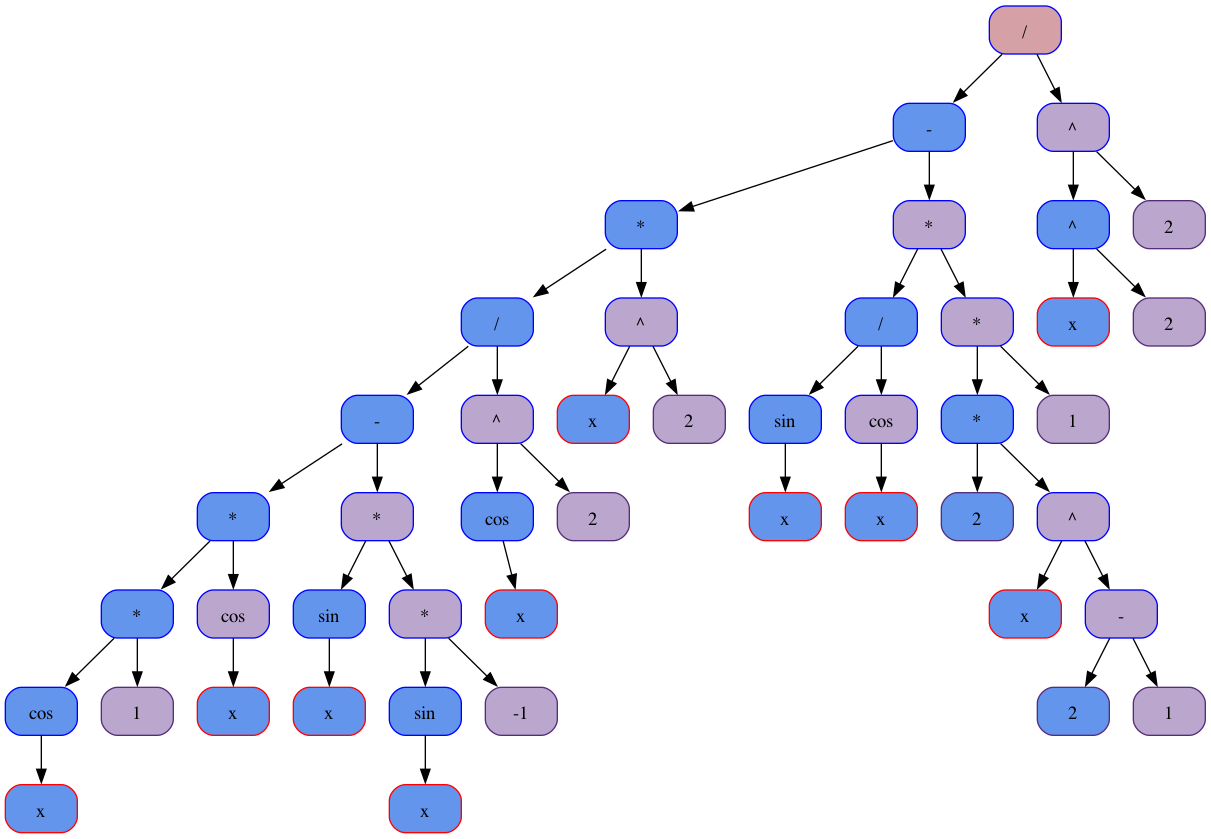 /
- ^
* * ^ 2
/ ^ / * x 2
- ^ x 2 sin cos * 1
* * cos 2 x x 2 ^
* cos sin * x x -
cos 1 x x sin -1 2 1
x x